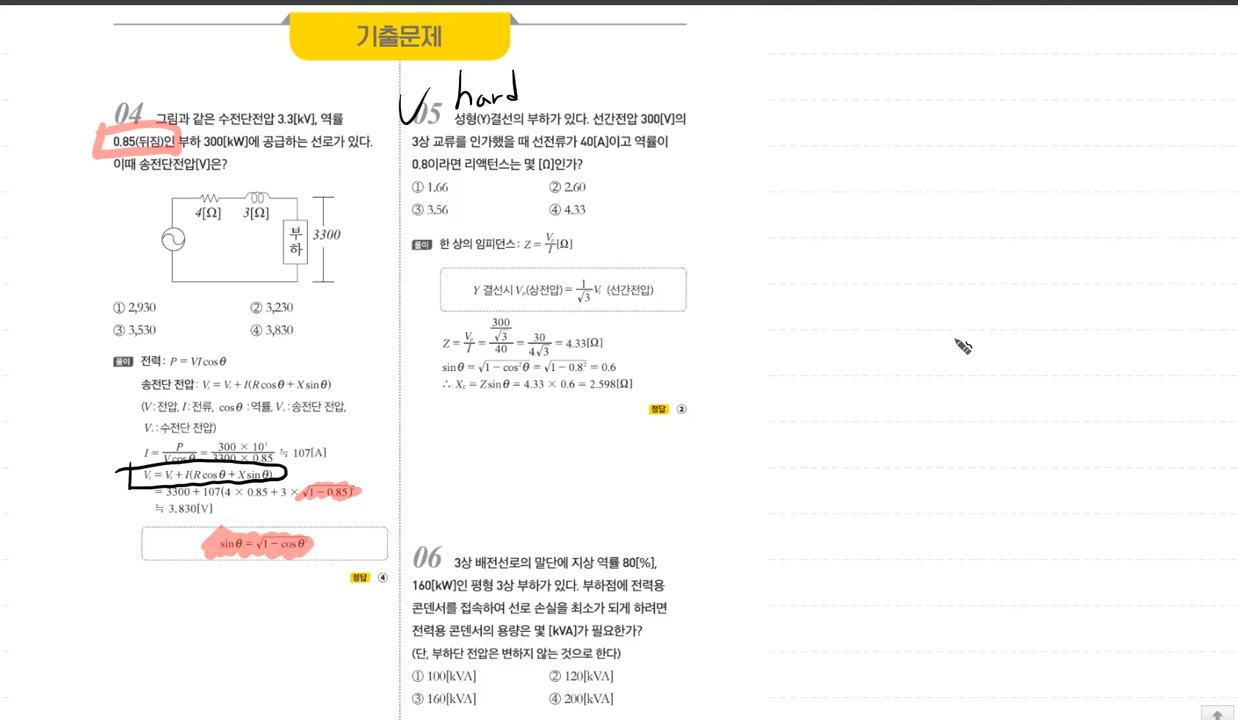 기출문제
04 그림과 같은 수전단전압 3.3[kV], 역률
0.85(뒤짐)인 부하 300[kW]에 공급하는 선로가 있다.
이때 송전단전압[V]은?
4[Ω] 3[Ω] 부하 3300
① 2,930 ② 3,230
③ 3,530 ④ 3,830
풀이 전력 : P = VI cosθ
송전단 전압 : Vs = Vr + I(R cosθ + X sinθ)
(V : 전압, I : 전류, cosθ : 역률, Vs : 송전단 전압,
Vr : 수전단 전압)
I = P / V cosθ = 300 × 10³ / 3300 × 0.85 ≒ 107[A]
Vs = Vr + I(R cosθ + X sinθ)
= 3300 + 107(4 × 0.85 + 3 × √1 − 0.85²)
≒ 3,830[V]
sinθ = √1 − cosθ²
정답 ④
hard
05 성형(Y)결선의 부하가 있다. 선간전압 300[V]의
3상 교류를 인가했을 때 선전류가 40[A]이고 역률이
0.8이라면 리액턴스는 몇 [Ω]인가?
① 1.66 ② 2.60
③ 3.56 ④ 4.33
풀이 한 상의 임피던스 : Z = Vp / I [Ω]
Y 결선시 Vp(상전압) = 1/√3 Vl (선간전압)
Z = Vp / I = (300/√3) / 40 = 30 / 4√3 = 4.33[Ω]
sinθ = √1 − cos²θ = √1 − 0.8² = 0.6
∴ XL = Z sinθ = 4.33 × 0.6 = 2.598[Ω]
정답 ②
06 3상 배전선로의 말단에 지상 역률 80[%],
160[kW]인 평형 3상 부하가 있다. 부하점에 전력용
콘덴서를 접속하여 선로 손실을 최소가 되게 하려면
전력용 콘덴서의 용량은 몇 [kVA]가 필요한가?
(단, 부하단 전압은 변하지 않는 것으로 한다)
① 100[kVA] ② 120[kVA]
③ 160[kVA] ④ 200[kVA]